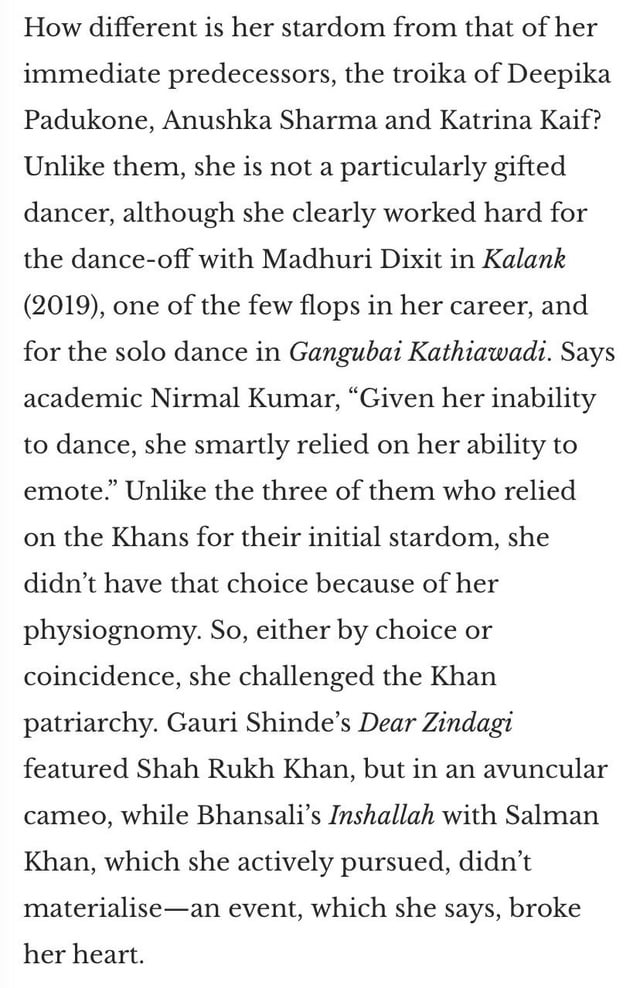 How different is her stardom from that of her
immediate predecessors, the troika of Deepika
Padukone, Anushka Sharma and Katrina Kaif?
Unlike them, she is not a particularly gifted
dancer, although she clearly worked hard for
the dance-off with Madhuri Dixit in Kalank
(2019), one of the few flops in her career, and
for the solo dance in Gangubai Kathiawadi. Says
academic Nirmal Kumar, “Given her inability
to dance, she smartly relied on her ability to
emote.” Unlike the three of them who relied
on the Khans for their initial stardom, she
didn’t have that choice because of her
physiognomy. So, either by choice or
coincidence, she challenged the Khan
patriarchy. Gauri Shinde’s Dear Zindagi
featured Shah Rukh Khan, but in an avuncular
cameo, while Bhansali’s Inshallah with Salman
Khan, which she actively pursued, didn’t
materialise—an event, which she says, broke
her heart.